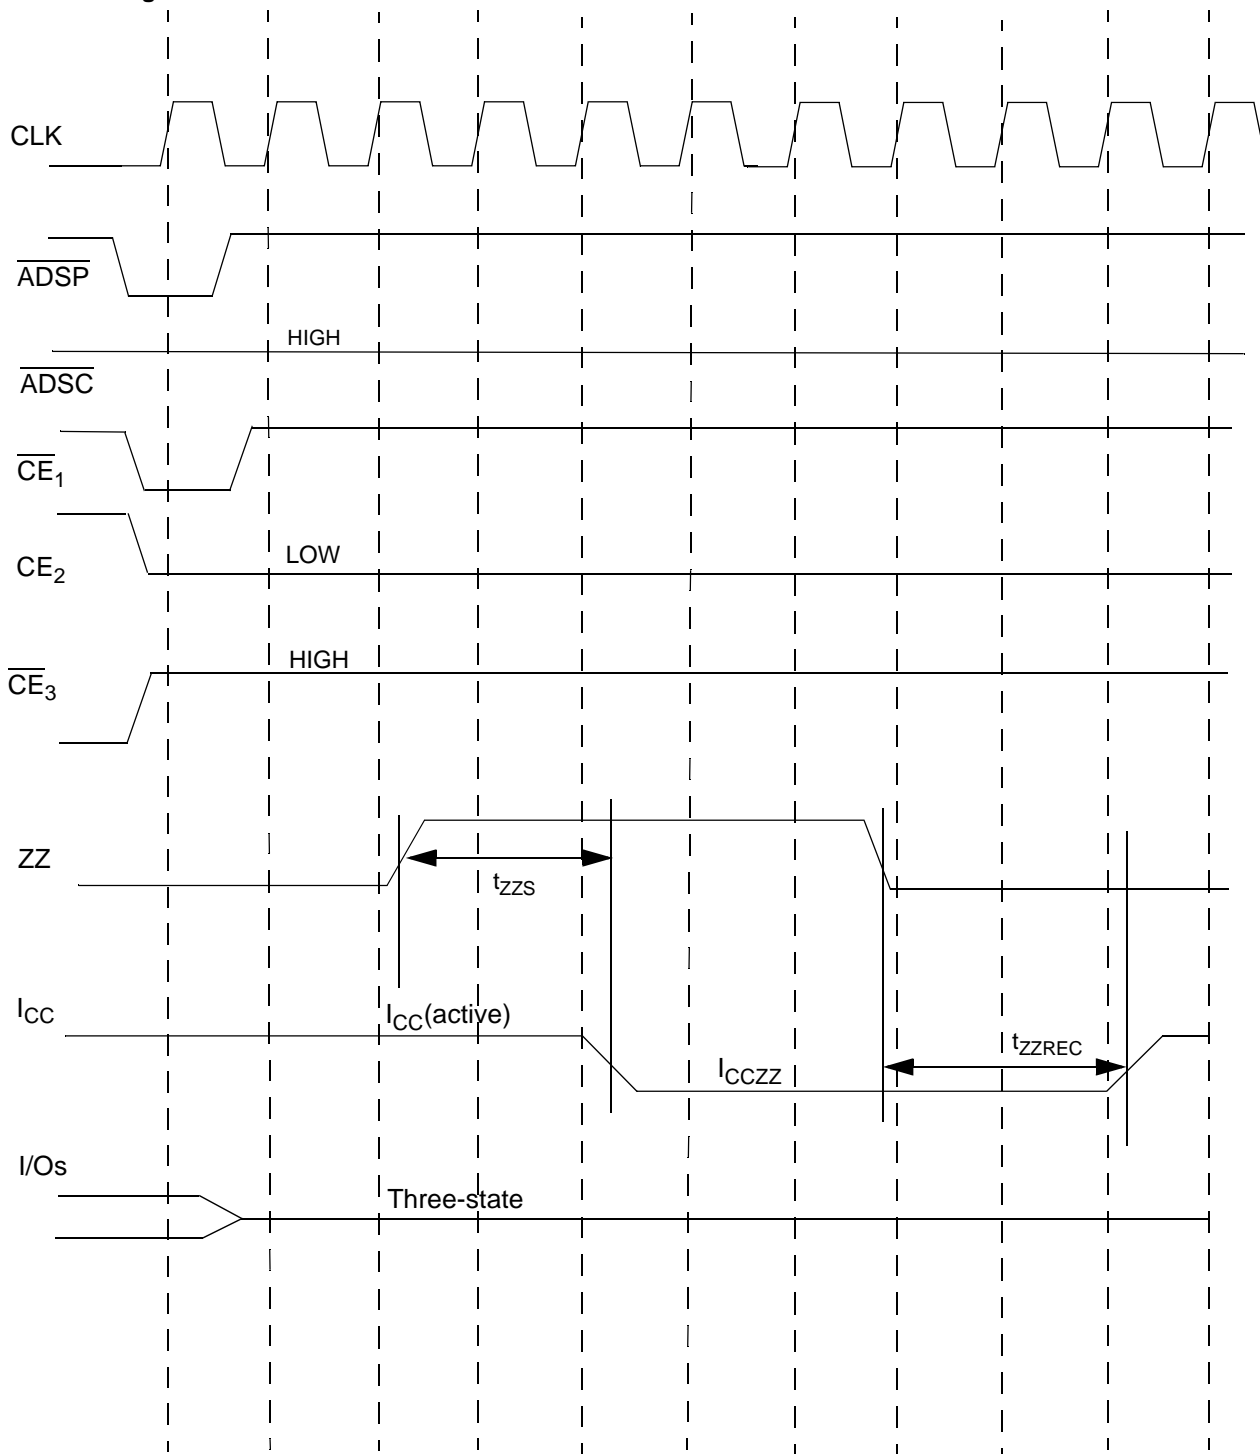 CLK
ADSP
HIGH
ADSC
CE1
LOW
CE2
HIGH
CE3
ZZ
tZZS
ICC
ICC(active)
tZZREC
ICCZZ
I/Os
Three-state